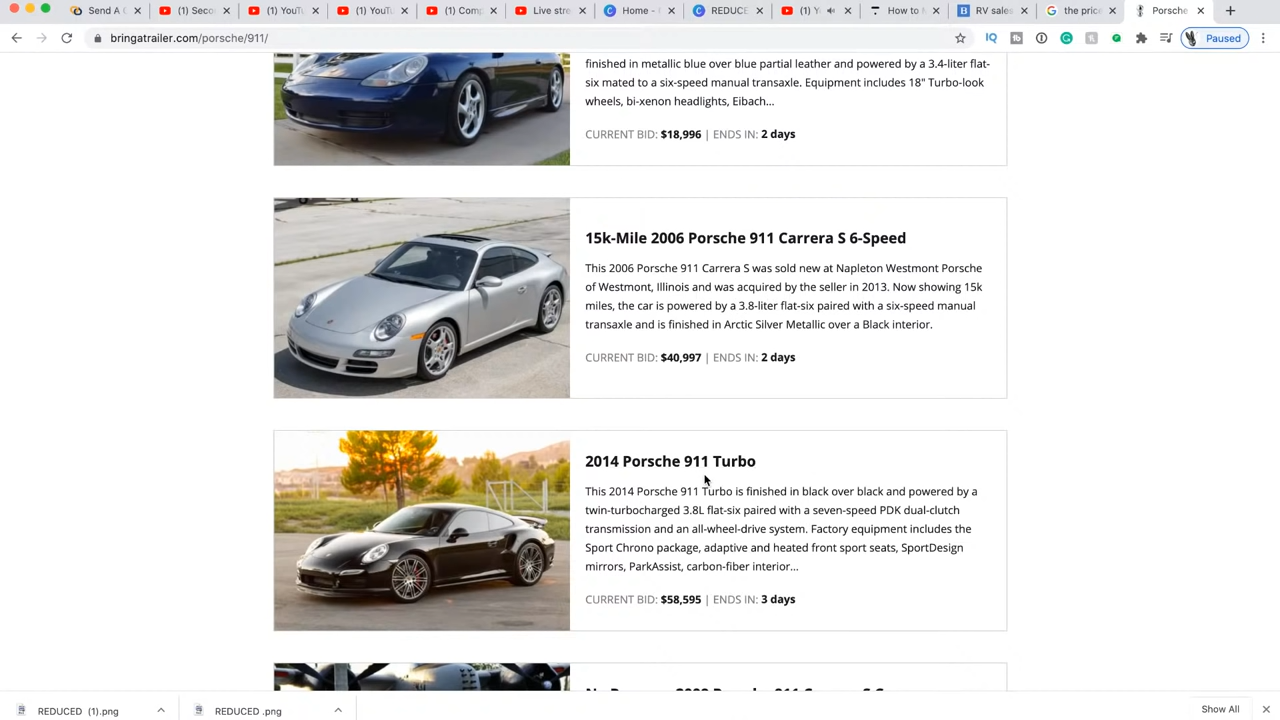 Send A C
(1) Seco
(1) YouTu
(1) YouTu
(1) Comp
Live stre
Home -
REDUCE
(1) Y
How to M
RV sales
the price
Porsche
bringatrailer.com/porsche/911/
Paused
finished in metallic blue over blue partial leather and powered by a 3.4-liter flat-
six mated to a six-speed manual transaxle. Equipment includes 18" Turbo-look
wheels, bi-xenon headlights, Eibach...
CURRENT BID: $18,996 | ENDS IN: 2 days
15k-Mile 2006 Porsche 911 Carrera S 6-Speed
This 2006 Porsche 911 Carrera S was sold new at Napleton Westmont Porsche
of Westmont, Illinois and was acquired by the seller in 2013. Now showing 15k
miles, the car is powered by a 3.8-liter flat-six paired with a six-speed manual
transaxle and is finished in Arctic Silver Metallic over a Black interior.
CURRENT BID: $40,997 | ENDS IN: 2 days
2014 Porsche 911 Turbo
This 2014 Porsche 911 Turbo is finished in black over black and powered by a
twin-turbocharged 3.8L flat-six paired with a seven-speed PDK dual-clutch
transmission and an all-wheel-drive system. Factory equipment includes the
Sport Chrono package, adaptive and heated front sport seats, SportDesign
mirrors, ParkAssist, carbon-fiber interior...
CURRENT BID: $58,595 | ENDS IN: 3 days
REDUCED (1).png
REDUCED .png
Show All